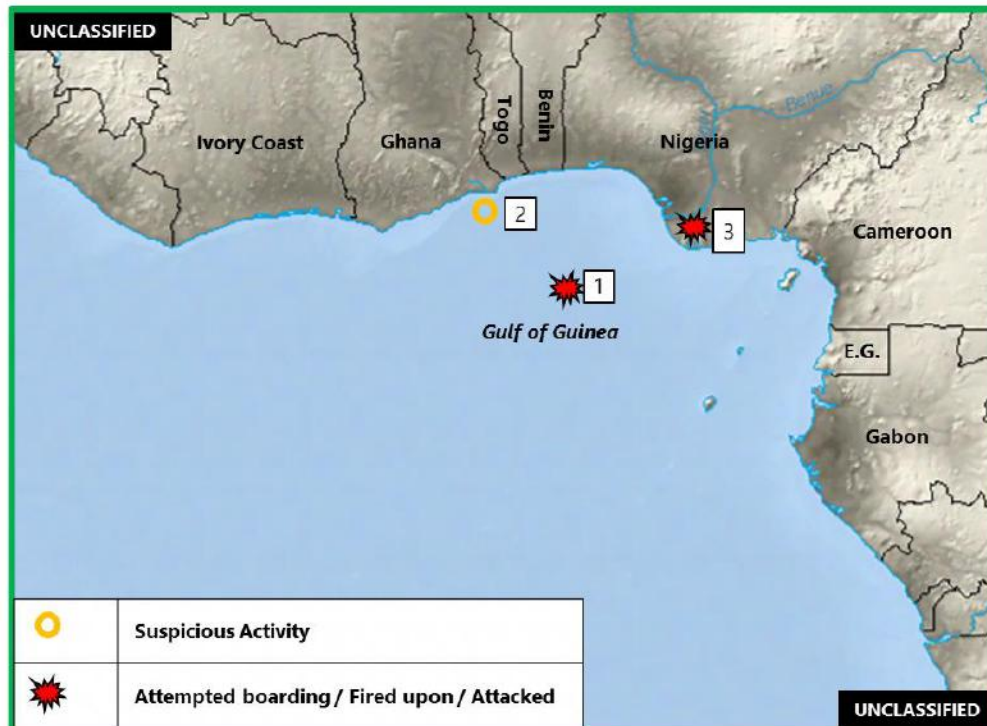 UNCLASSIFIED
Ivory Coast
Ghana
Togo
Benin
Nigeria
Benue
2
3
Cameroon
1
Gulf of Guinea
E.G.
Gabon
Suspicious Activity
Attempted boarding / Fired upon / Attacked
UNCLASSIFIED